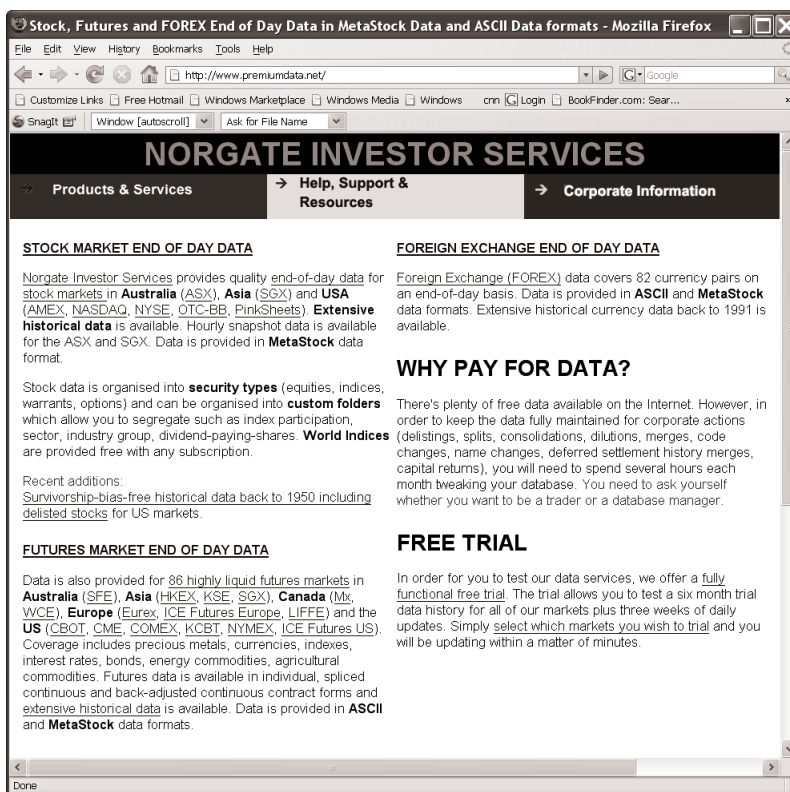 Stock, Futures and FOREX End of Day Data in MetaStock Data and ASCII Data formats - Mozilla Firefox
File Edit View History Bookmarks Tools Help
http://www.premiumdata.net/ G Google
Customize Links Free Hotmail Windows Marketplace Windows Media Windows cnn G Login BookFinder.com: Sear...
SnagIt Window [autoscroll] Ask for File Name
NORGATE INVESTOR SERVICES
→ Products & Services
→ Help, Support &
Resources
→ Corporate Information
STOCK MARKET END OF DAY DATA
Norgate Investor Services provides quality end-of-day data for
stock markets in Australia (ASX), Asia (SGX) and USA
(AMEX, NASDAQ, NYSE, OTC-BB, PinkSheets). Extensive
historical data is available. Hourly snapshot data is available
for the ASX and SGX. Data is provided in MetaStock data
format.
Stock data is organised into security types (equities, indices,
warrants, options) and can be organised into custom folders
which allow you to segregate such as index participation,
sector, industry group, dividend-paying-shares. World Indices
are provided free with any subscription.
Recent additions:
Survivorship-bias-free historical data back to 1950 including
delisted stocks for US markets.
FUTURES MARKET END OF DAY DATA
Data is also provided for 86 highly liquid futures markets in
Australia (SFE), Asia (HKEX, KSE, SGX), Canada (Mx,
WCE), Europe (Eurex, ICE Futures Europe, LIFFE) and the
US (CBOT, CME, COMEX, KCBT, NYMEX, ICE Futures US).
Coverage includes precious metals, currencies, indexes,
interest rates, bonds, energy commodities, agricultural
commodities. Futures data is available in individual, spliced
continuous and back-adjusted continuous contract forms and
extensive historical data is available. Data is provided in ASCII
and MetaStock data formats.
FOREIGN EXCHANGE END OF DAY DATA
Foreign Exchange (FOREX) data covers 82 currency pairs on
an end-of-day basis. Data is provided in ASCII and MetaStock
data formats. Extensive historical currency data back to 1991 is
available.
WHY PAY FOR DATA?
There's plenty of free data available on the Internet. However, in
order to keep the data fully maintained for corporate actions
(delistings, splits, consolidations, dilutions, merges, code
changes, name changes, deferred settlement history merges,
capital returns), you will need to spend several hours each
month tweaking your database. You need to ask yourself
whether you want to be a trader or a database manager.
FREE TRIAL
In order for you to test our data services, we offer a fully
functional free trial. The trial allows you to test a six month trial
data history for all of our markets plus three weeks of daily
updates. Simply select which markets you wish to trial and you
will be updating within a matter of minutes.
Done